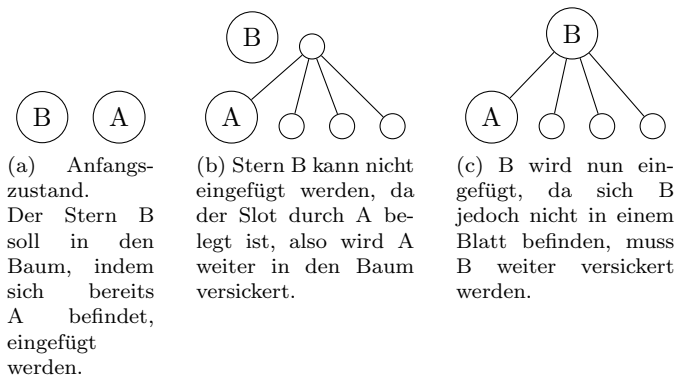 B
A
(a) Anfangs-
zustand.
Der Stern B
soll in den
Baum, indem
sich bereits
A befindet,
eingefügt
werden.
B
A
(b) Stern B kann nicht
eingefügt werden, da
der Slot durch A be-
legt ist, also wird A
weiter in den Baum
versickert.
B
A
(c) B wird nun ein-
gefügt, da sich B
jedoch nicht in einem
Blatt befinden, muss
B weiter versickert
werden.